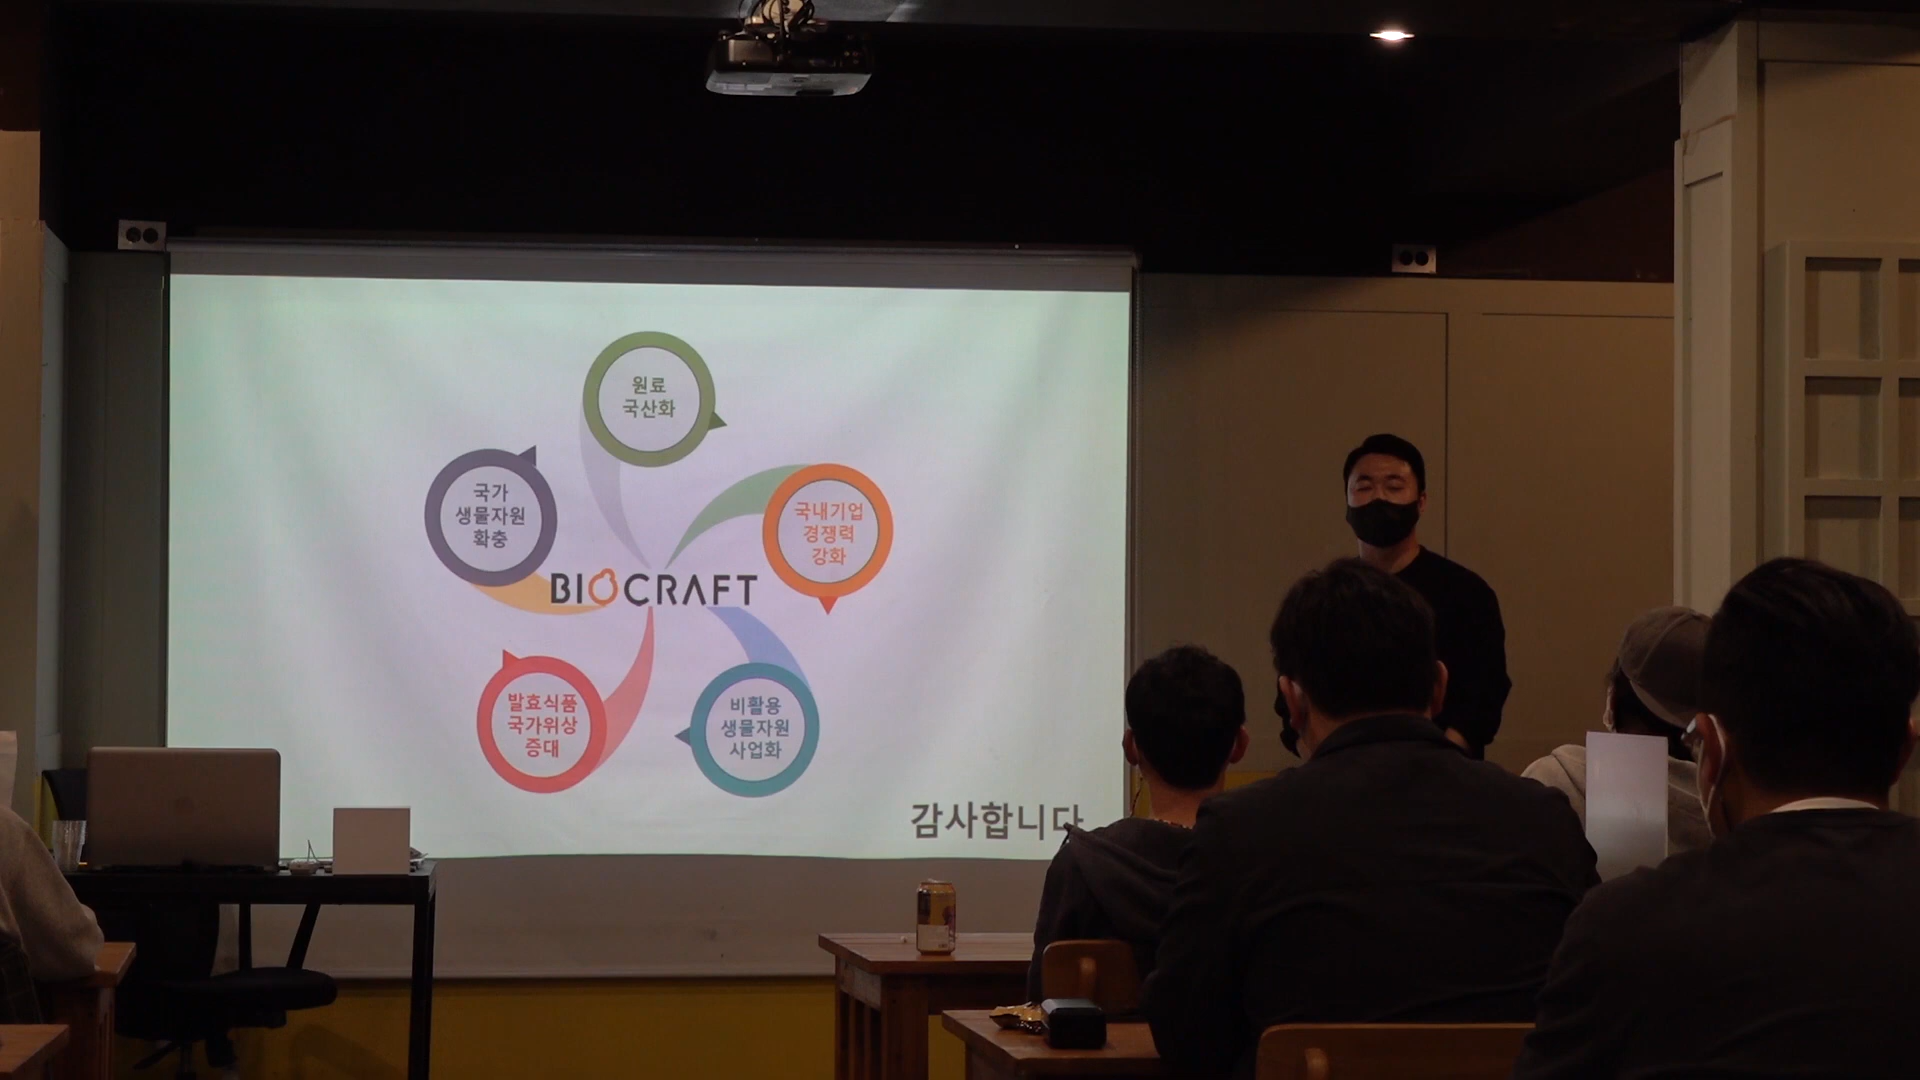 원료
국산화
국가
생물자원
확충
국내기업
경쟁력
강화
BIOCRAFT
발효식품
국가위상
증대
비활용
생물자원
사업화
감사합니다